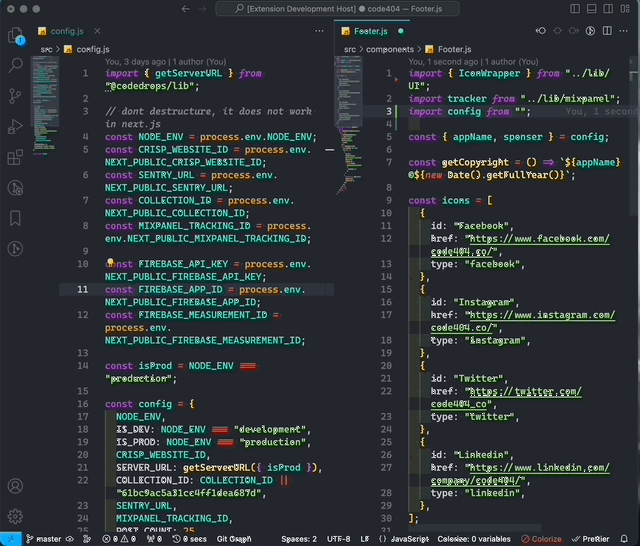 [Extension Development Host] code404 — Footer.js
config.js
src > config.js
You, 3 days ago | 1 author (You)
1 import { getServerURL } from
"@codedreps/lib";
2
3 // dont destructure, it does not work
in next.js
4 const NODE_ENV = process.env.NODE_ENV;
5 const CRISP_WEBSITE_ID = process.env.
NEXT_PUBLIC_CRISP_WEBSITE_ID;
6 const SENTRY_URL = process.env.
NEXT_PUBLIC_SENTRY_URL;
7 const COLLECTION_ID = process.env.
NEXT_PUBLIC_COLLECTION_ID;
8 const MIXPANEL_TRACKING_ID = process.
env.NEXT_PUBLIC_MIXPANEL_TRACKING_ID;
9
10 const FIREBASE_API_KEY = process.env.
NEXT_PUBLIC_FIREBASE_API_KEY;
11 const FIREBASE_APP_ID = process.env.
NEXT_PUBLIC_FIREBASE_APP_ID;
12 const FIREBASE_MEASUREMENT_ID =
process.env.
NEXT_PUBLIC_FIREBASE_MEASUREMENT_ID;
13
14 const isProd = NODE_ENV ===
"production";
15
16 const config = {
17 NODE_ENV,
18 IS_DEV: NODE_ENV === "development",
19 IS_PROD: NODE_ENV === "production",
20 CRISP_WEBSITE_ID,
21 SERVER_URL: getServerURL({ isProd }),
22 COLLECTION_ID: COLLECTION_ID ||
"61bc9ac5a31cc4ff1dea687d",
23 SENTRY_URL,
24 MIXPANEL_TRACKING_ID,
25 POST_COUNT: 25,
Footer.js
src > components > Footer.js
You, 1 second ago | 1 author (You)
1 import { IconWrapper } from "../lib/
UI";
2 import tracker from "../lib/mixpanel";
3 import config from ""; You, 1 second
4
5 const { appName, spenser } = config;
6
7 const getCopyright = () => `${appName}
©${new Date().getFullYear()}`;
8
9 const icons = [
10 {
11 id: "Facebook",
12 href: "https://www.facebook.com/
code404.co/",
13 type: "facebook",
14 },
15 {
16 id: "Instagram",
17 href: "https://www.instagram.com/
code404.co/",
18 type: "instagram",
19 },
20 {
21 id: "Twitter",
22 href: "https://twitter.com/
code404_co",
23 type: "twitter",
24 },
25 {
26 id: "Linkedin",
27 href: "https://www.linkedin.com/
company/code404/",
28 type: "linkedin",
29 },
30 ];
master 0 0 0 0 secs Git Graph Spaces: 2 UTF-8 LF {} JavaScript Colorize: 0 variables Colorize Prettier